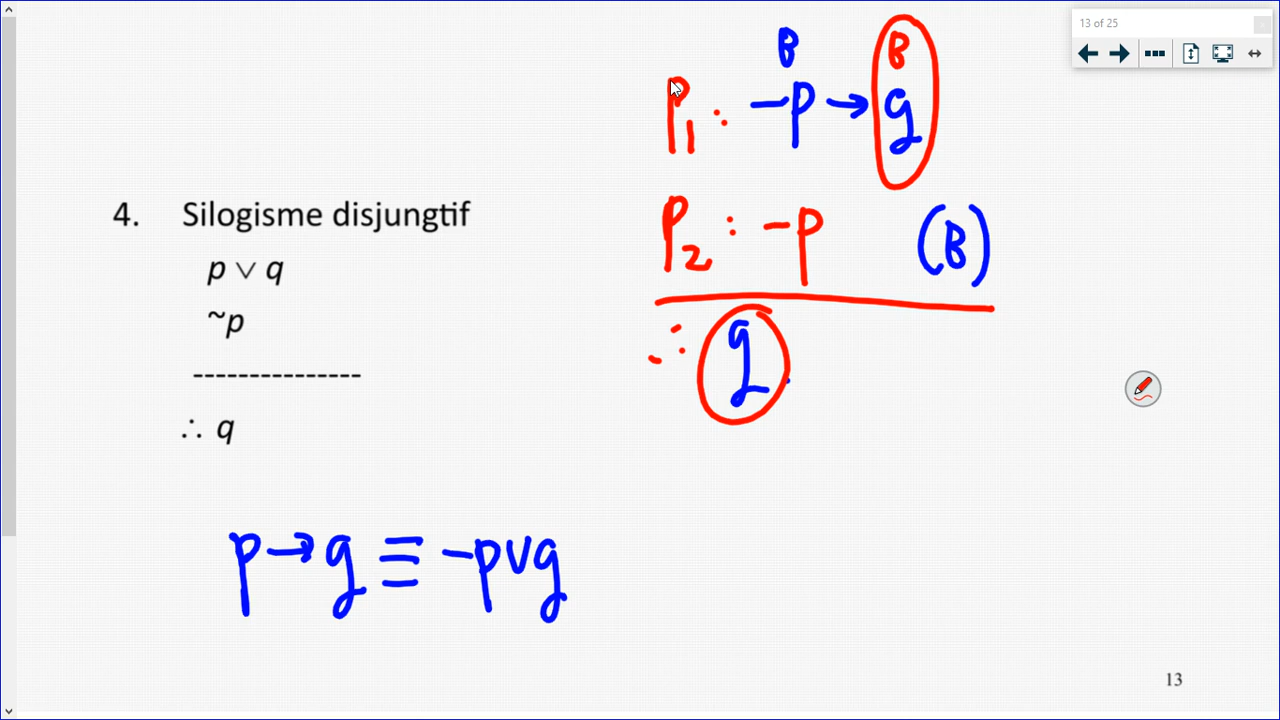 13 of 25
4. Silogisme disjungtif
p ∨ q
~p
---------------
∴ q
B B
P1 : -p → q
P2 : -p (B)
∴ q
p → q ≡ -p ∨ q
13